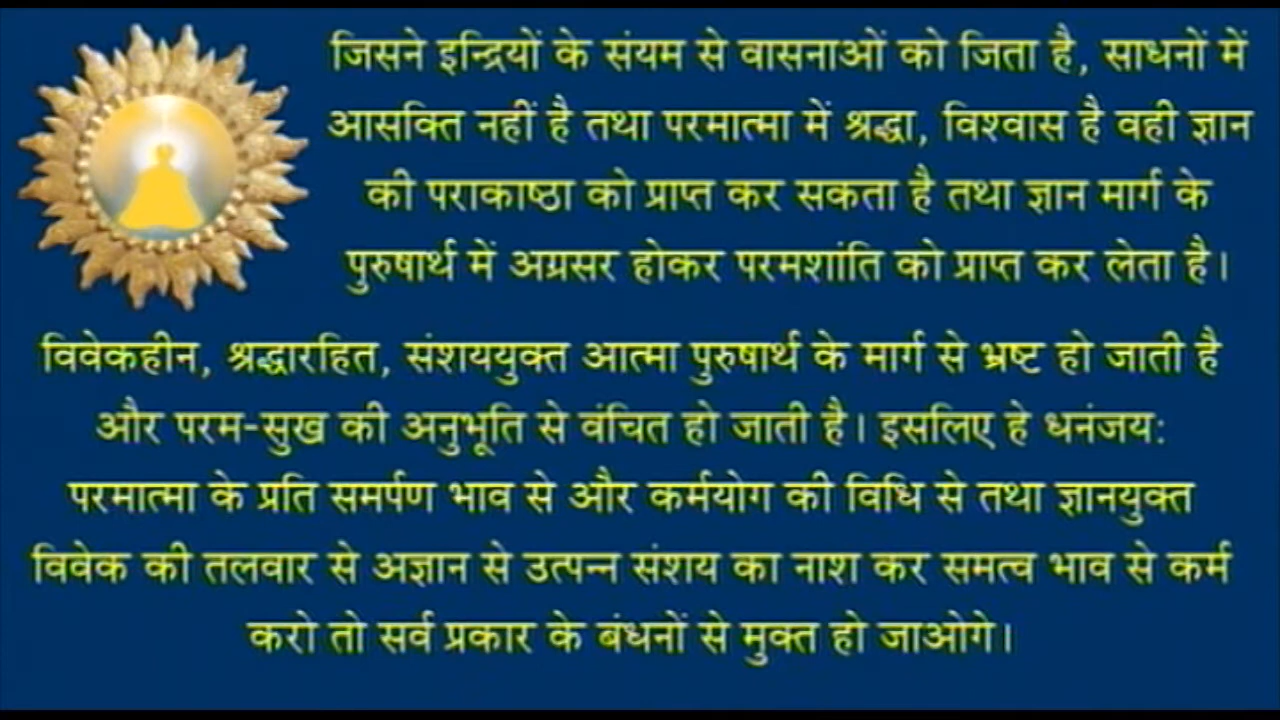 जिसने इन्द्रियों के संयम से वासनाओं को जिता है, साधनों में
आसक्ति नहीं है तथा परमात्मा में श्रद्धा, विश्वास है वही ज्ञान
की पराकाष्ठा को प्राप्त कर सकता है तथा ज्ञान मार्ग के
पुरुषार्थ में अग्रसर होकर परमशांति को प्राप्त कर लेता है।
विवेकहीन, श्रद्धारहित, संशययुक्त आत्मा पुरुषार्थ के मार्ग से भ्रष्ट हो जाती है
और परम-सुख की अनुभूति से वंचित हो जाती है। इसलिए हे धनंजय:
परमात्मा के प्रति समर्पण भाव से और कर्मयोग की विधि से तथा ज्ञानयुक्त
विवेक की तलवार से अज्ञान से उत्पन्न संशय का नाश कर समत्व भाव से कर्म
करो तो सर्व प्रकार के बंधनों से मुक्त हो जाओगे।